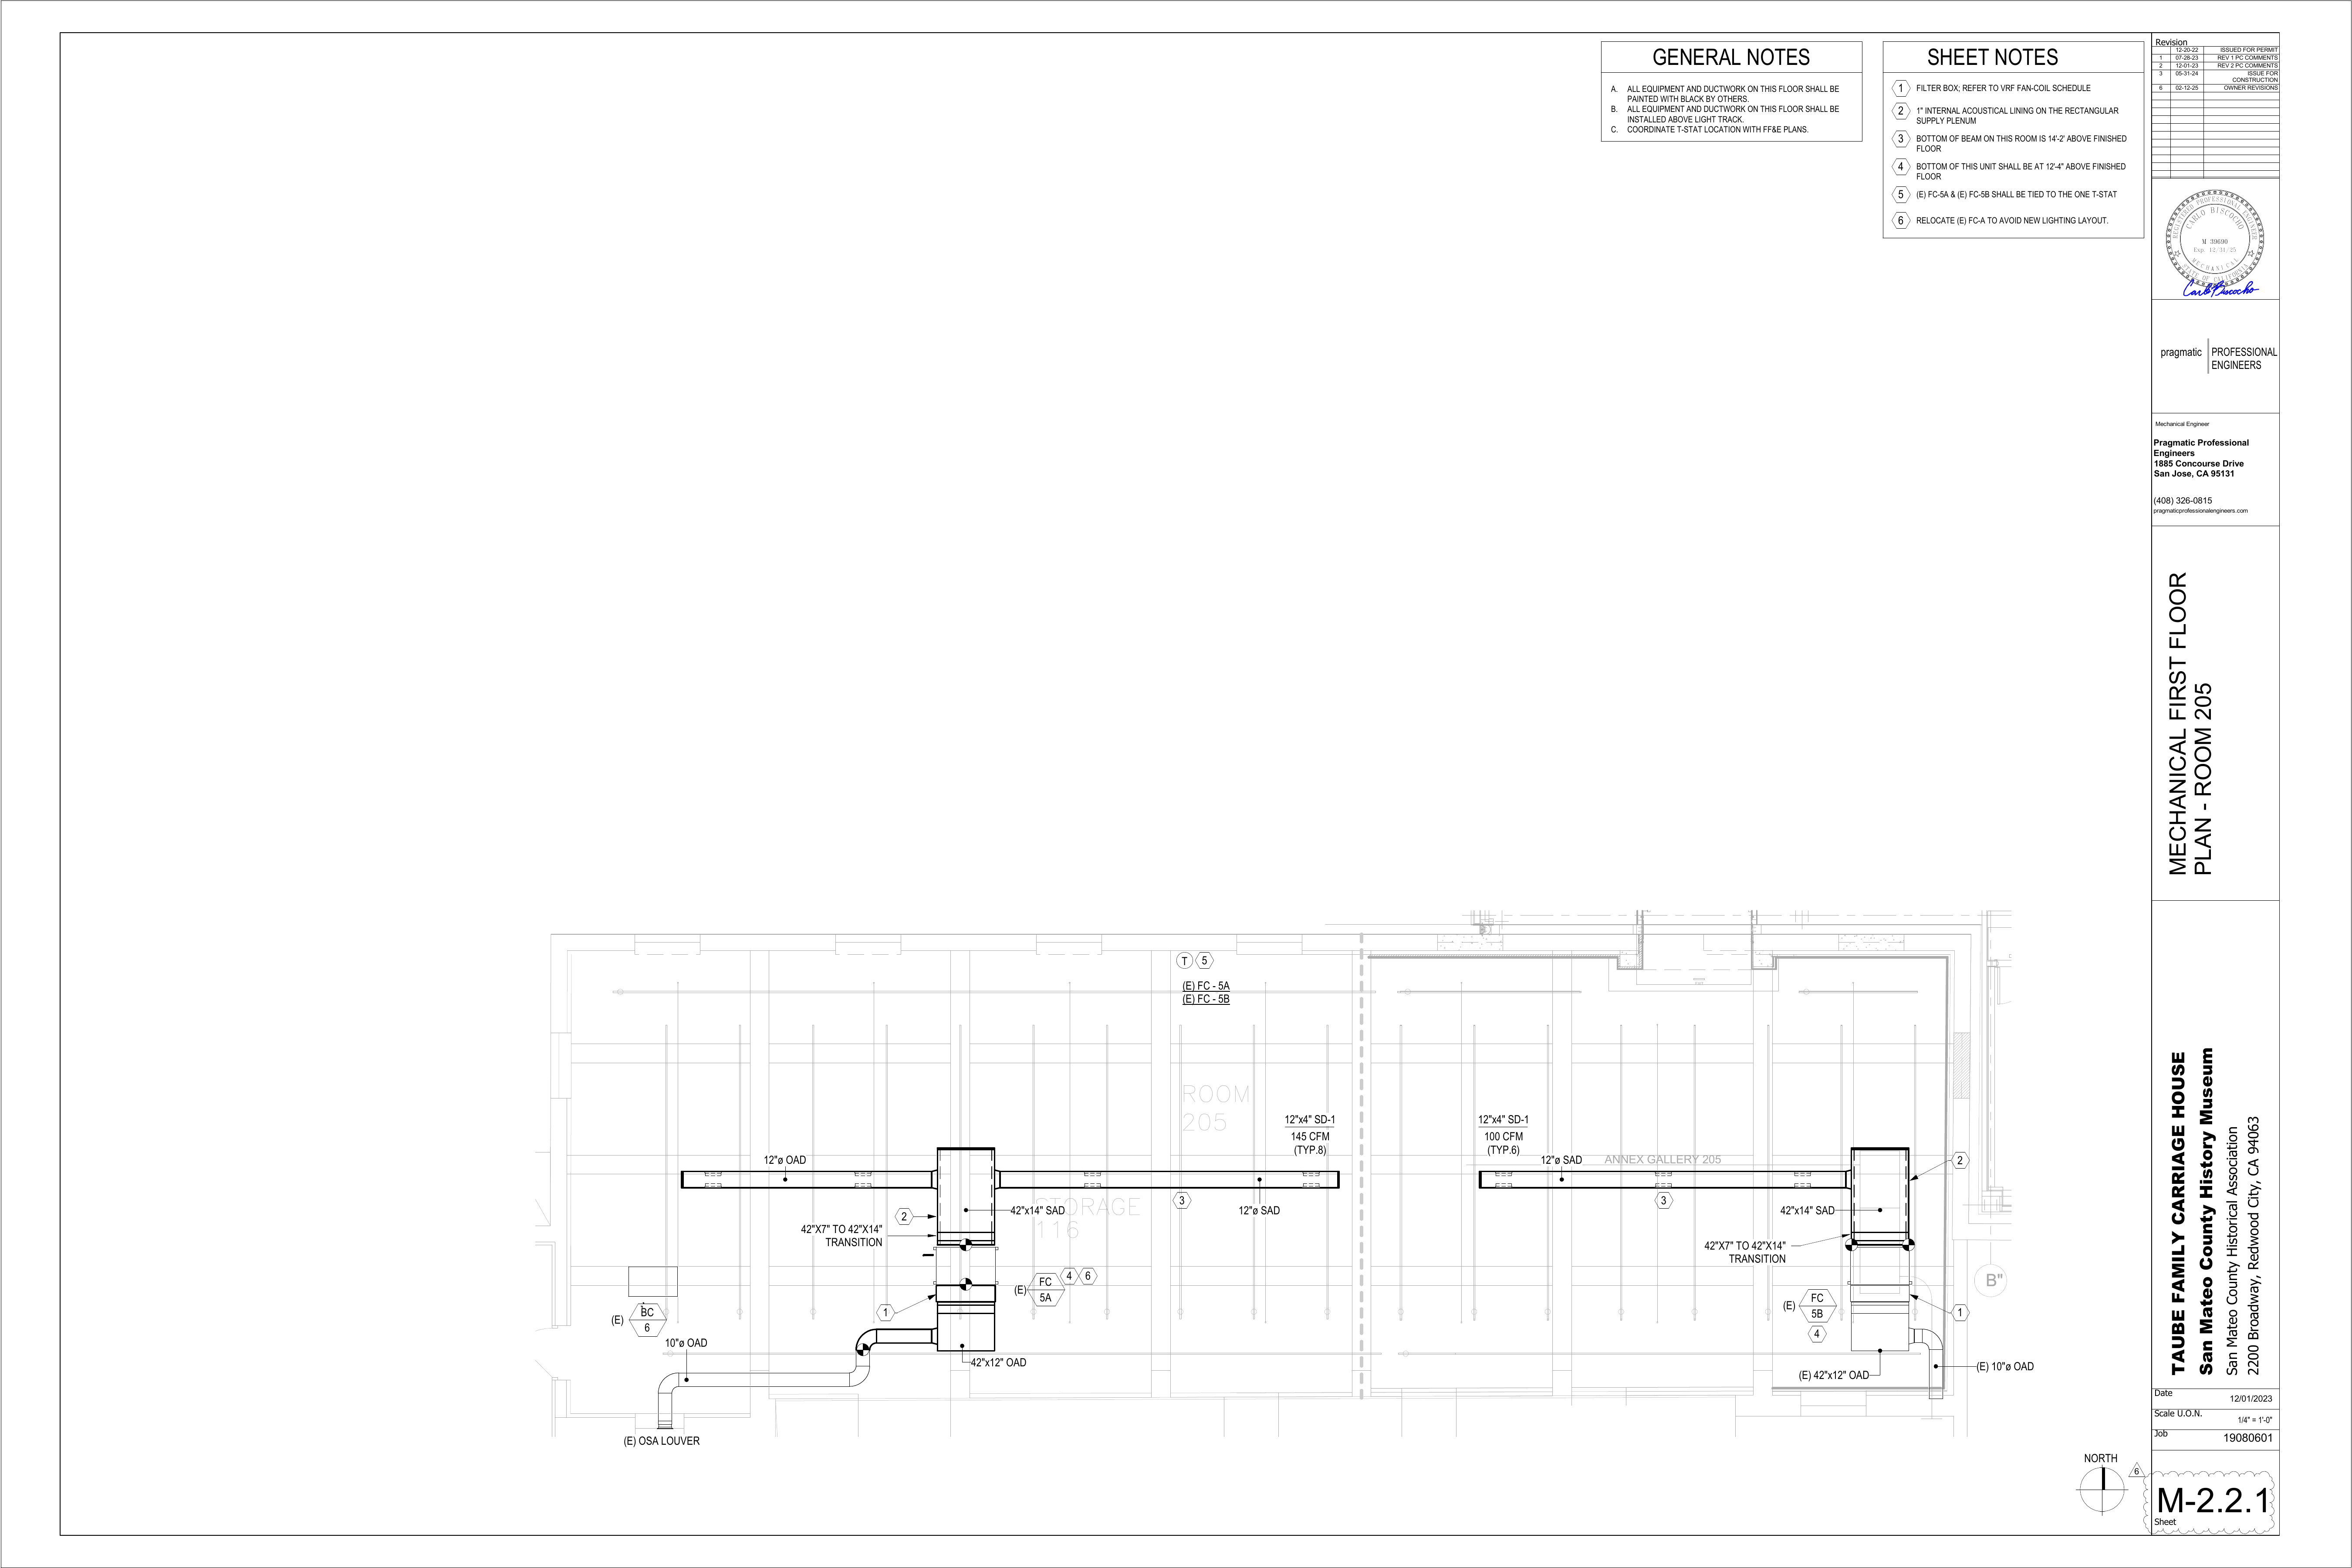 GENERAL NOTES
A. ALL EQUIPMENT AND DUCTWORK ON THIS FLOOR SHALL BE
PAINTED WITH BLACK BY OTHERS.
B. ALL EQUIPMENT AND DUCTWORK ON THIS FLOOR SHALL BE
INSTALLED ABOVE LIGHT TRACK.
C. COORDINATE T-STAT LOCATION WITH FF&E PLANS.
SHEET NOTES
1 FILTER BOX; REFER TO VRF FAN-COIL SCHEDULE
2 1" INTERNAL ACOUSTICAL LINING ON THE RECTANGULAR
SUPPLY PLENUM
3 BOTTOM OF BEAM ON THIS ROOM IS 14'-2' ABOVE FINISHED
FLOOR
4 BOTTOM OF THIS UNIT SHALL BE AT 12'-4" ABOVE FINISHED
FLOOR
5 (E) FC-5A & (E) FC-5B SHALL BE TIED TO THE ONE T-STAT
6 RELOCATE (E) FC-A TO AVOID NEW LIGHTING LAYOUT.
Revision
12-20-22 ISSUED FOR PERMIT
1 07-28-23 REV 1 PC COMMENTS
2 12-01-23 REV 2 PC COMMENTS
3 05-31-24 ISSUE FOR
CONSTRUCTION
6 02-12-25 OWNER REVISIONS
REGISTERED PROFESSIONAL ENGINEER
CARLO BISCOCHO
M 39690
Exp. 12/31/25
MECHANICAL
STATE OF CALIFORNIA
Carlo Biscocho
pragmatic PROFESSIONAL
ENGINEERS
Mechanical Engineer
Pragmatic Professional
Engineers
1885 Concourse Drive
San Jose, CA 95131
(408) 326-0815
pragmaticprofessionalengineers.com
MECHANICAL FIRST FLOOR
PLAN - ROOM 205
TAUBE FAMILY CARRIAGE HOUSE
San Mateo County History Museum
San Mateo County Historical Association
2200 Broadway, Redwood City, CA 94063
Date
12/01/2023
Scale U.O.N.
1/4" = 1'-0"
Job
19080601
6
M-2.2.1
Sheet
NORTH
T 5
(E) FC - 5A
(E) FC - 5B
ROOM
205
12"x4" SD-1
145 CFM
(TYP.8)
12"x4" SD-1
100 CFM
(TYP.6)
12"ø OAD
12"ø SAD
ANNEX GALLERY 205
2
3
3
STORAGE
116
42"x14" SAD
12"ø SAD
42"x14" SAD
2
42"X7" TO 42"X14"
TRANSITION
42"X7" TO 42"X14"
TRANSITION
B"
(E) FC
5A
4 6
(E) FC
5B
4
1
1
(E) BC
6
10"ø OAD
42"x12" OAD
(E) 42"x12" OAD
(E) 10"ø OAD
(E) OSA LOUVER